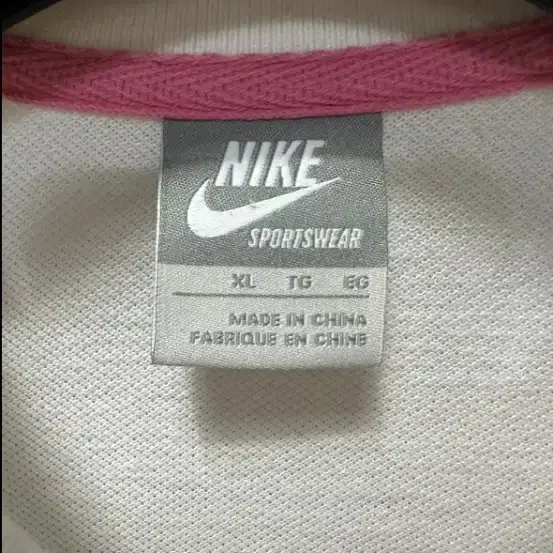 NIKE
SPORTSWEAR
XL TG EG
MADE IN CHINA
FABRIQUE EN CHINE